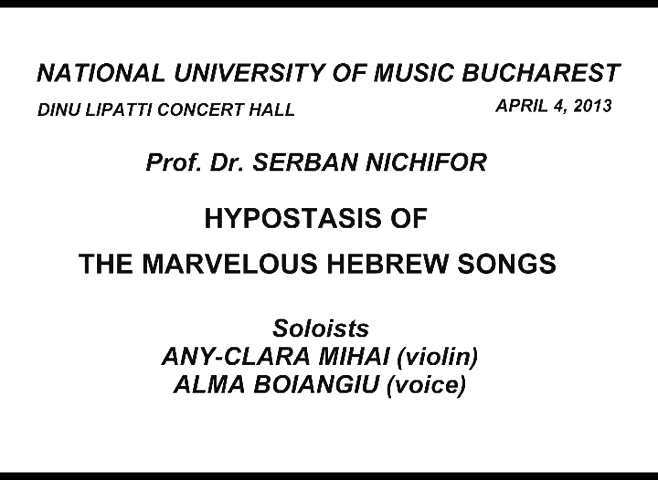 NATIONAL UNIVERSITY OF MUSIC BUCHAREST
DINU LIPATTI CONCERT HALL APRIL 4, 2013
Prof. Dr. SERBAN NICHIFOR
HYPOSTASIS OF
THE MARVELOUS HEBREW SONGS
Soloists
ANY-CLARA MIHAI (violin)
ALMA BOIANGIU (voice)